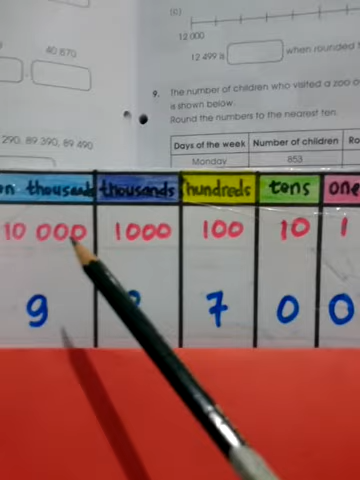 (c)
12 000
40 870
12 499 is when rounded
9. The number of children who visited a zoo
is shown below.
Round the numbers to the nearest ten.
290, 89 390, 89 490
Days of the week Number of children
Monday 853
thousands thousands hundreds tens
10 000 1000 100 10 1
9 7 0 0